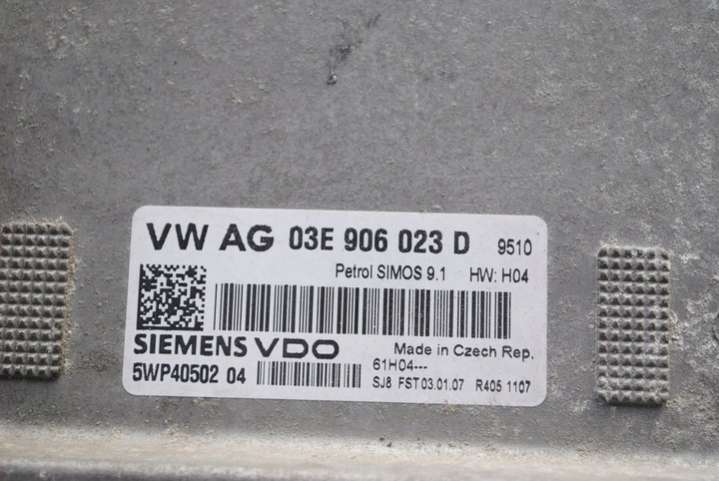 VW AG 03E 906 023 D 9510
Petrol SIMOS 9.1 HW: H04
SIEMENS VDO Made in Czech Rep.
5WP40502 04 61H04---
SJ8 FST 03.01.07 R405 1107